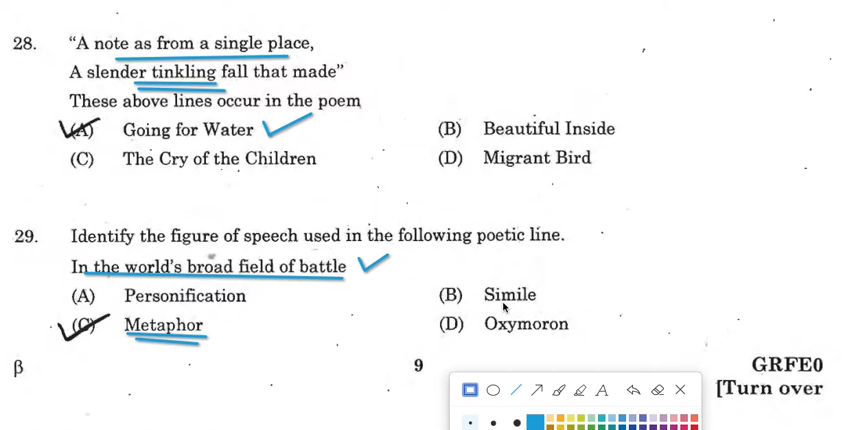 28. “A note as from a single place,
A slender tinkling fall that made”
These above lines occur in the poem
(A) Going for Water (B) Beautiful Inside
(C) The Cry of the Children (D) Migrant Bird
29. Identify the figure of speech used in the following poetic line.
In the world's broad field of battle
(A) Personification (B) Simile
(C) Metaphor (D) Oxymoron
β 9 GRFE0
[Turn over
A